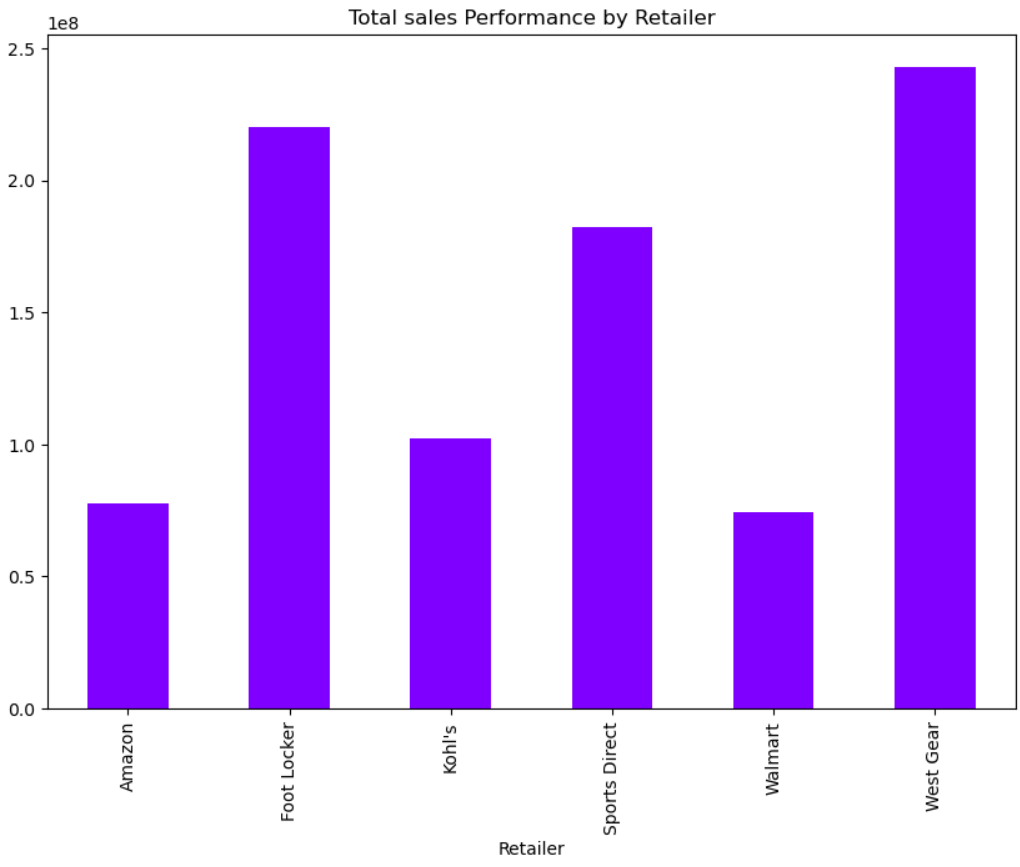 Total sales Performance by Retailer
1e8
2.5
2.0
1.5
1.0
0.5
0.0
Amazon
Foot Locker
Kohl's
Sports Direct
Walmart
West Gear
Retailer